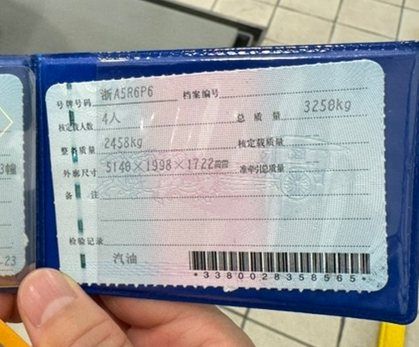 号牌号码 浙A5R6P6 档案编号
核定载人数 4人 总质量 3250kg
整备质量 2458kg 核定载质量
外廓尺寸 5140×1998×1722mm 准牵引总质量
备 注
检验记录
汽油
*3380028358565*
-23